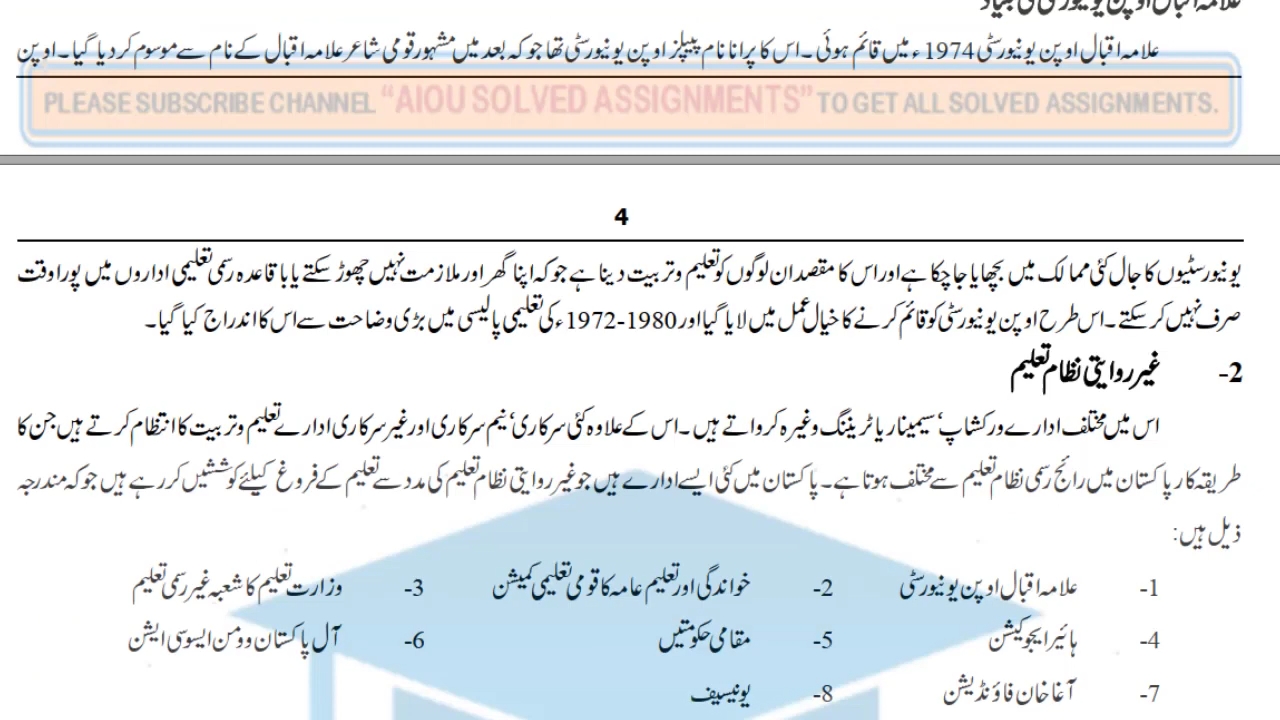 علامہ اقبال اوپن یونیورسٹی کی بنیاد
علامہ اقبال اوپن یونیورسٹی 1974ء میں قائم ہوئی۔ اس کا پرانا نام پیپلز اوپن یونیورسٹی تھا جو کہ بعد میں مشہور قومی شاعر علامہ اقبال کے نام سے موسوم کر دیا گیا۔ اوپن
PLEASE SUBSCRIBE CHANNEL “AIOU SOLVED ASSIGNMENTS” TO GET ALL SOLVED ASSIGNMENTS.
4
یونیورسٹیوں کا جال کئی ممالک میں بچھایا جا چکا ہے اور اس کا مقصد ان لوگوں کو تعلیم و تربیت دینا ہے جو کہ اپنا گھر اور ملازمت نہیں چھوڑ سکتے یا باقاعدہ رسمی تعلیمی اداروں میں پورا وقت
صرف نہیں کر سکتے۔ اس طرح اوپن یونیورسٹی کو قائم کرنے کا خیال عمل میں لایا گیا اور 1980-1972ء کی تعلیمی پالیسی میں بڑی وضاحت سے اس کا اندراج کیا گیا۔
2- غیر روایتی نظام تعلیم
اس میں مختلف ادارے ورکشاپ‘ سیمینار یا ٹریننگ وغیرہ کرواتے ہیں۔ اس کے علاوہ کئی سرکاری‘ نیم سرکاری اور غیر سرکاری ادارے تعلیم و تربیت کا انتظام کرتے ہیں جن کا
طریقہ کار پاکستان میں رائج رسمی نظام تعلیم سے مختلف ہوتا ہے۔ پاکستان میں کئی ایسے ادارے ہیں جو غیر روایتی نظام تعلیم کی مدد سے تعلیم کے فروغ کیلئے کوششیں کر رہے ہیں جو کہ مندرجہ
ذیل ہیں:
1- علامہ اقبال اوپن یونیورسٹی 2- خواندگی اور تعلیم عامہ کا قومی تعلیمی کمیشن 3- وزارت تعلیم کا شعبہ غیر رسمی تعلیم
4- ہائیر ایجوکیشن 5- مقامی حکومتیں 6- آل پاکستان وومن ایسوسی ایشن
7- آغا خان فاؤنڈیشن 8- یونیسیف